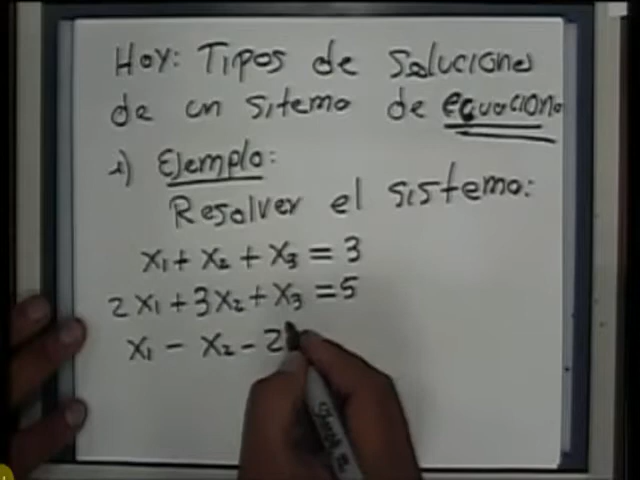 Hoy: Tipos de Soluciones
de un sitema de ecuaciones
1) Ejemplo:
Resolver el sistema:
x₁ + x₂ + x₃ = 3
2x₁ + 3x₂ + x₃ = 5
x₁ - x₂ - 2